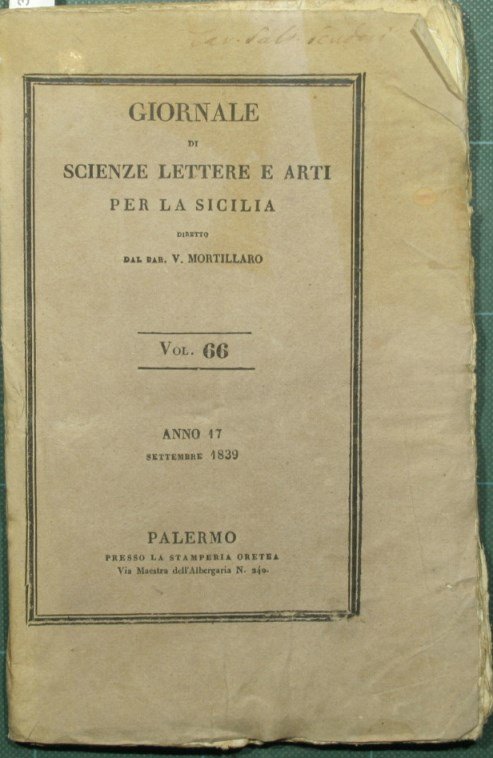 GIORNALE
DI
SCIENZE LETTERE E ARTI
PER LA SICILIA
DIRETTO
DAL BAR. V. MORTILLARO
VOL. 66
ANNO 17
SETTEMBRE 1839
PALERMO
PRESSO LA STAMPERIA ORETEA
Via Maestra dell'Albergaria N. 240.